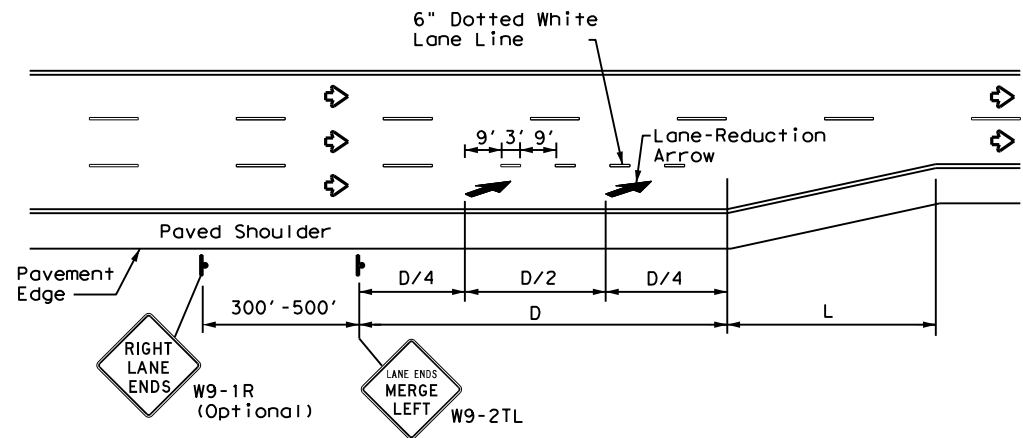 6" Dotted White
Lane Line
9' 3' 9'
Lane-Reduction
Arrow
Paved Shoulder
Pavement
Edge
D/4 D/2 D/4
300'-500' D L
RIGHT
LANE
ENDS
W9-1R
(Optional)
LANE ENDS
MERGE
LEFT
W9-2TL